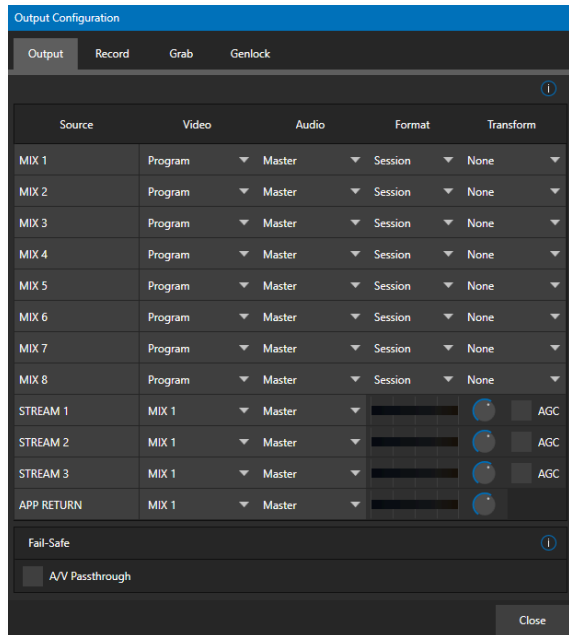 Output Configuration
Output Record Grab Genlock
Source Video Audio Format Transform
MIX 1 Program Master Session None
MIX 2 Program Master Session None
MIX 3 Program Master Session None
MIX 4 Program Master Session None
MIX 5 Program Master Session None
MIX 6 Program Master Session None
MIX 7 Program Master Session None
MIX 8 Program Master Session None
STREAM 1 MIX 1 Master AGC
STREAM 2 MIX 1 Master AGC
STREAM 3 MIX 1 Master AGC
APP RETURN MIX 1 Master
Fail-Safe
A/V Passthrough
Close